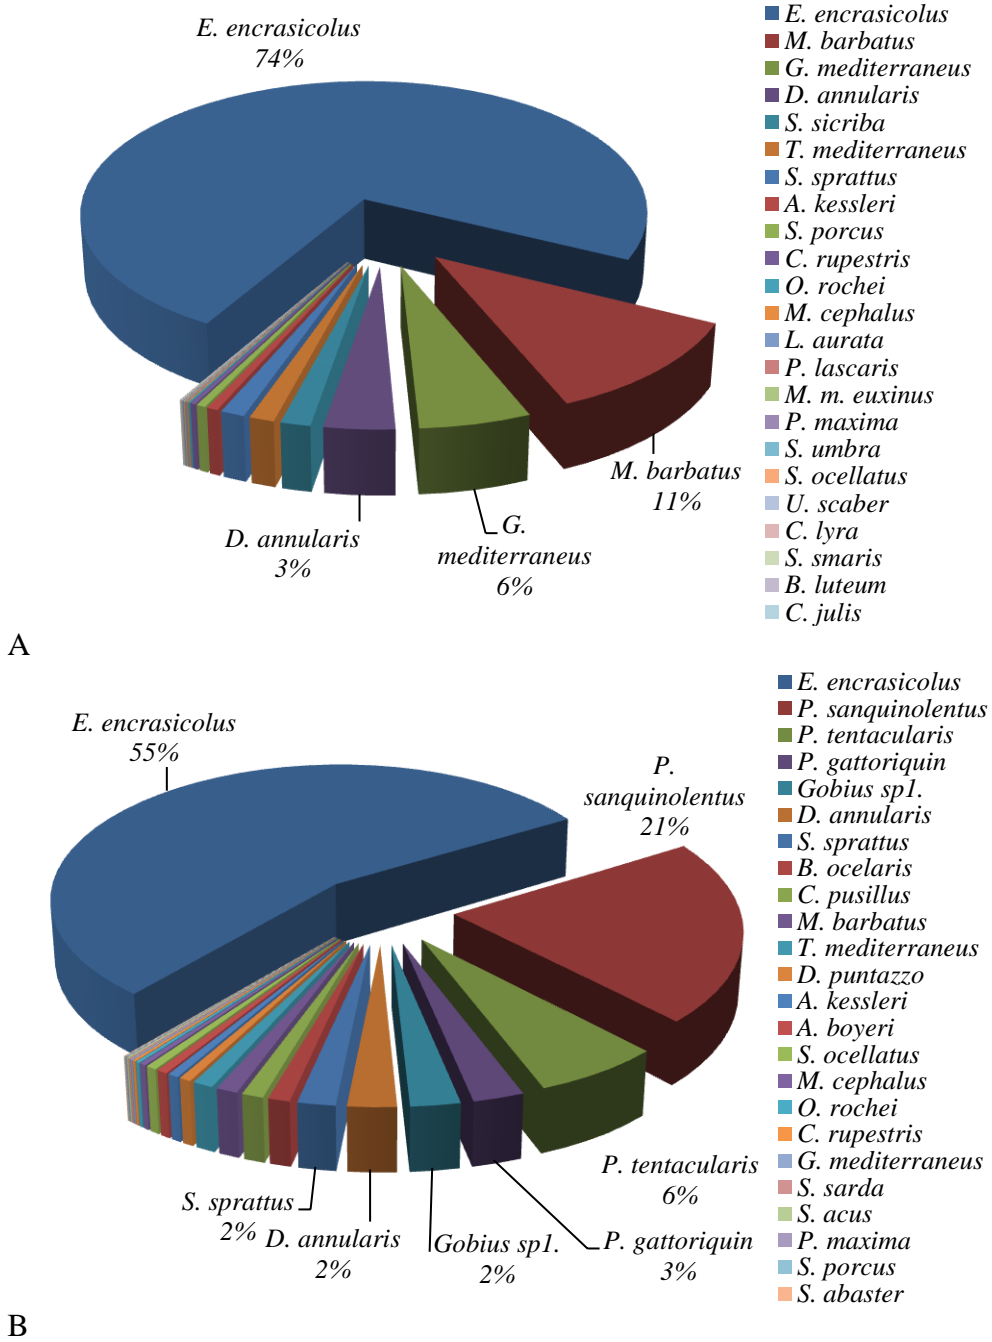 E. encrasicolus
74%
M. barbatus
11%
G.
mediterraneus
6%
D. annularis
3%
E. encrasicolus
M. barbatus
G. mediterraneus
D. annularis
S. sicriba
T. mediterraneus
S. sprattus
A. kessleri
S. porcus
C. rupestris
O. rochei
M. cephalus
L. aurata
P. lascaris
M. m. euxinus
P. maxima
S. umbra
S. ocellatus
U. scaber
C. lyra
S. smaris
B. luteum
C. julis
A
E. encrasicolus
55%
P.
sanquinolentus
21%
P. tentacularis
6%
P. gattoriquin
3%
Gobius sp1.
2%
D. annularis
2%
S. sprattus
2%
E. encrasicolus
P. sanquinolentus
P. tentacularis
P. gattoriquin
Gobius sp1.
D. annularis
S. sprattus
B. ocelaris
C. pusillus
M. barbatus
T. mediterraneus
D. puntazzo
A. kessleri
A. boyeri
S. ocellatus
M. cephalus
O. rochei
C. rupestris
G. mediterraneus
S. sarda
S. acus
P. maxima
S. porcus
S. abaster
B